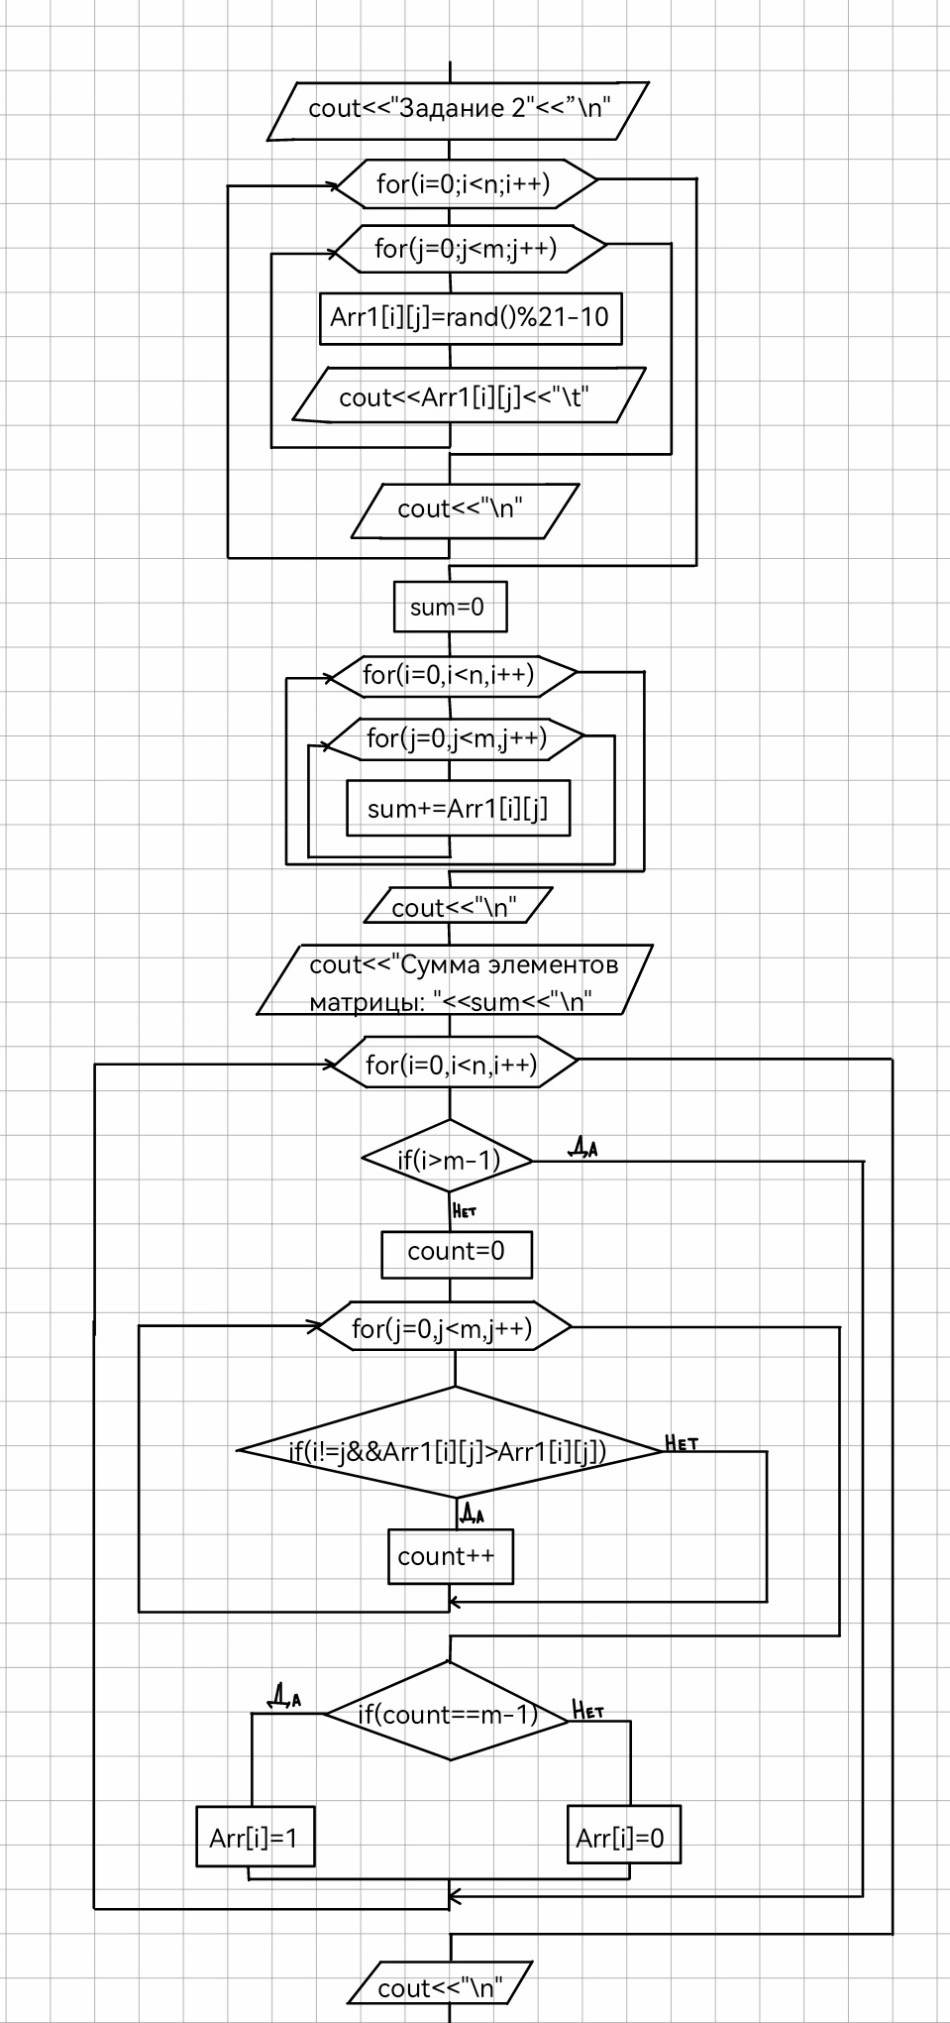 cout<<"Задание 2"<<”\n"
for(i=0;i<n;i++)
for(j=0;j<m;j++)
Arr1[i][j]=rand()%21-10
cout<<Arr1[i][j]<<"\t"
cout<<"\n"
sum=0
for(i=0,i<n,i++)
for(j=0,j<m,j++)
sum+=Arr1[i][j]
cout<<"\n"
cout<<"Сумма элементов
матрицы: "<<sum<<"\n"
for(i=0,i<n,i++)
if(i>m-1)
ДА
НЕТ
count=0
for(j=0,j<m,j++)
if(i!=j&&Arr1[i][j]>Arr1[i][j])
НЕТ
ДА
count++
ДА
if(count==m-1)
НЕТ
Arr[i]=1
Arr[i]=0
cout<<"\n"